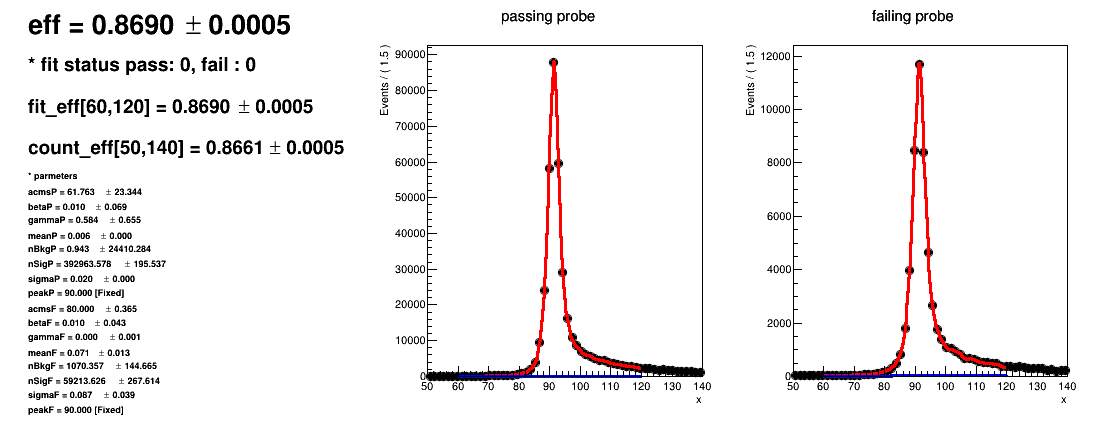 eff = 0.8690 ± 0.0005
* fit status pass: 0, fail : 0
fit_eff[60,120] = 0.8690 ± 0.0005
count_eff[50,140] = 0.8661 ± 0.0005
* parmeters
acmsP = 61.763 ± 23.344
betaP = 0.010 ± 0.069
gammaP = 0.584 ± 0.655
meanP = 0.006 ± 0.000
nBkgP = 0.943 ± 24410.284
nSigP = 392963.578 ± 195.537
sigmaP = 0.020 ± 0.000
peakP = 90.000 [Fixed]
acmsF = 80.000 ± 0.365
betaF = 0.010 ± 0.043
gammaF = 0.000 ± 0.001
meanF = 0.071 ± 0.013
nBkgF = 1070.357 ± 144.665
nSigF = 59213.626 ± 267.614
sigmaF = 0.087 ± 0.039
peakF = 90.000 [Fixed]
passing probe
Events / ( 1.5 )
90000
80000
70000
60000
50000
40000
30000
20000
10000
0
50 60 70 80 90 100 110 120 130 140
x
failing probe
Events / ( 1.5 )
12000
10000
8000
6000
4000
2000
0
50 60 70 80 90 100 110 120 130 140
x